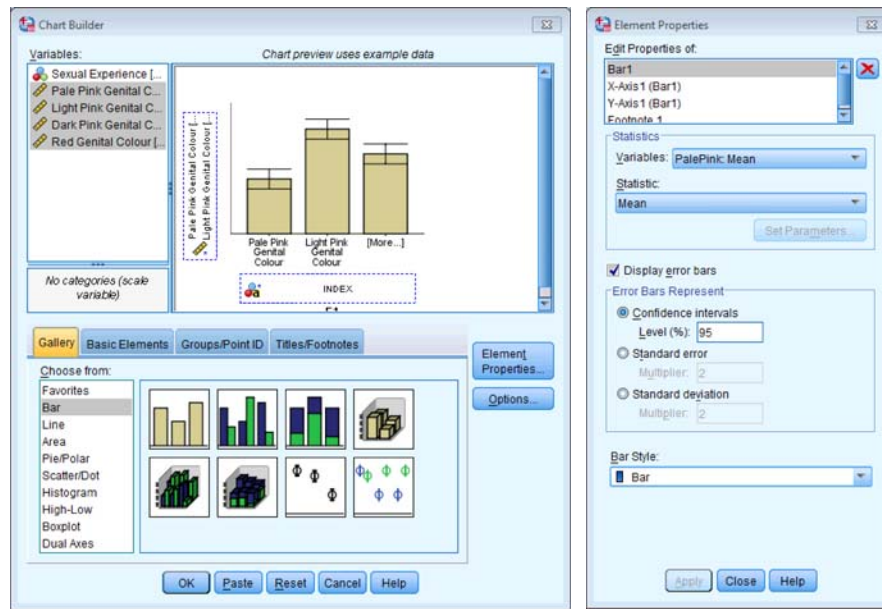 Chart Builder
Variables:
Chart preview uses example data
Sexual Experience [...
Pale Pink Genital C...
Light Pink Genital C...
Dark Pink Genital C...
Red Genital Colour [...
No categories (scale
variable)
Pale Pink Genital Colour [
Light Pink Genital Colour [
Pale Pink
Genital
Colour
Light Pink
Genital
Colour
[More...]
INDEX
Gallery
Basic Elements
Groups/Point ID
Titles/Footnotes
Choose from:
Favorites
Bar
Line
Area
Pie/Polar
Scatter/Dot
Histogram
High-Low
Boxplot
Dual Axes
Element
Properties...
Options...
OK
Paste
Reset
Cancel
Help
Element Properties
Edit Properties of:
Bar1
X-Axis1 (Bar1)
Y-Axis1 (Bar1)
Footnote 1
Statistics
Variables: PalePink: Mean
Statistic:
Mean
Set Parameters...
Display error bars
Error Bars Represent
Confidence intervals
Level (%): 95
Standard error
Multiplier: 2
Standard deviation
Multiplier: 2
Bar Style:
Bar
Apply
Close
Help